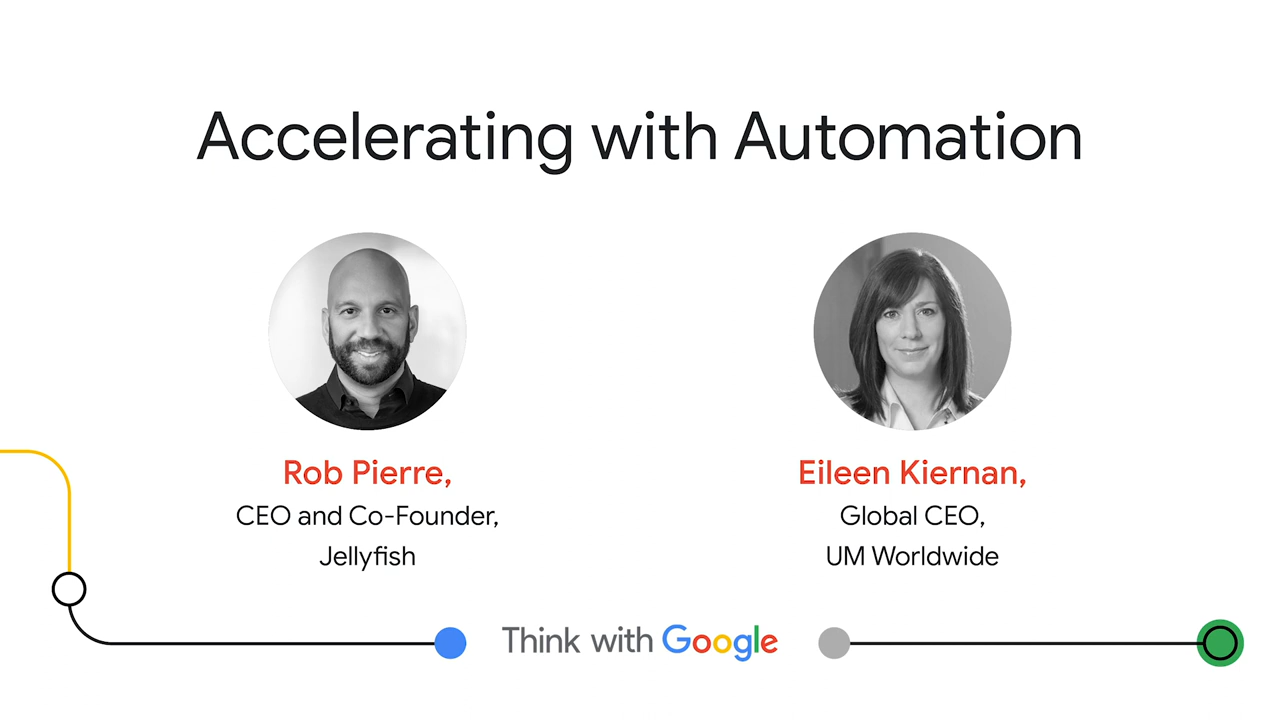 Accelerating with Automation
Rob Pierre,
CEO and Co-Founder,
Jellyfish
Eileen Kiernan,
Global CEO,
UM Worldwide
Think with Google